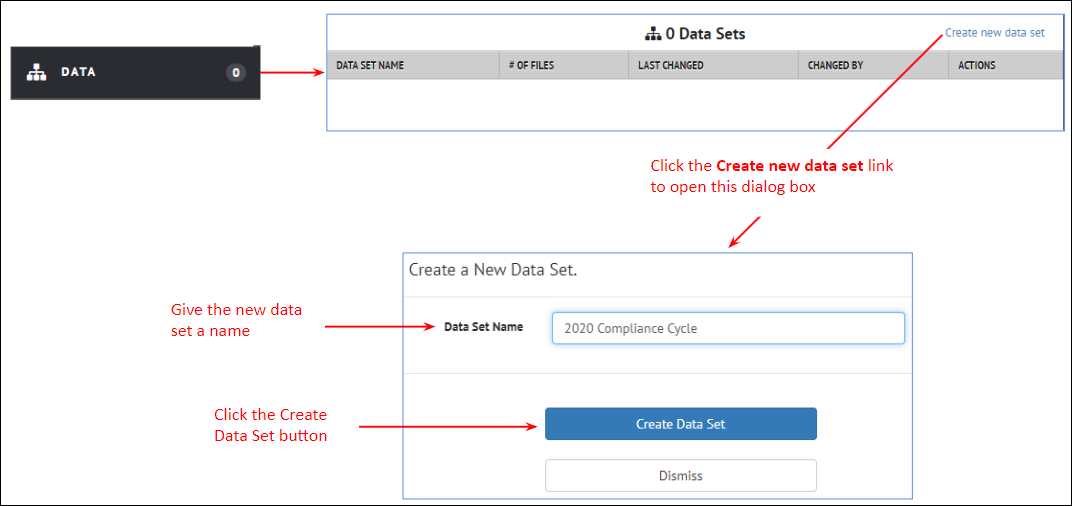 0 Data Sets
Create new data set
DATA
0
DATA SET NAME
# OF FILES
LAST CHANGED
CHANGED BY
ACTIONS
Click the Create new data set link
to open this dialog box
Create a New Data Set.
Give the new data
set a name
Data Set Name
2020 Compliance Cycle
Click the Create
Data Set button
Create Data Set
Dismiss